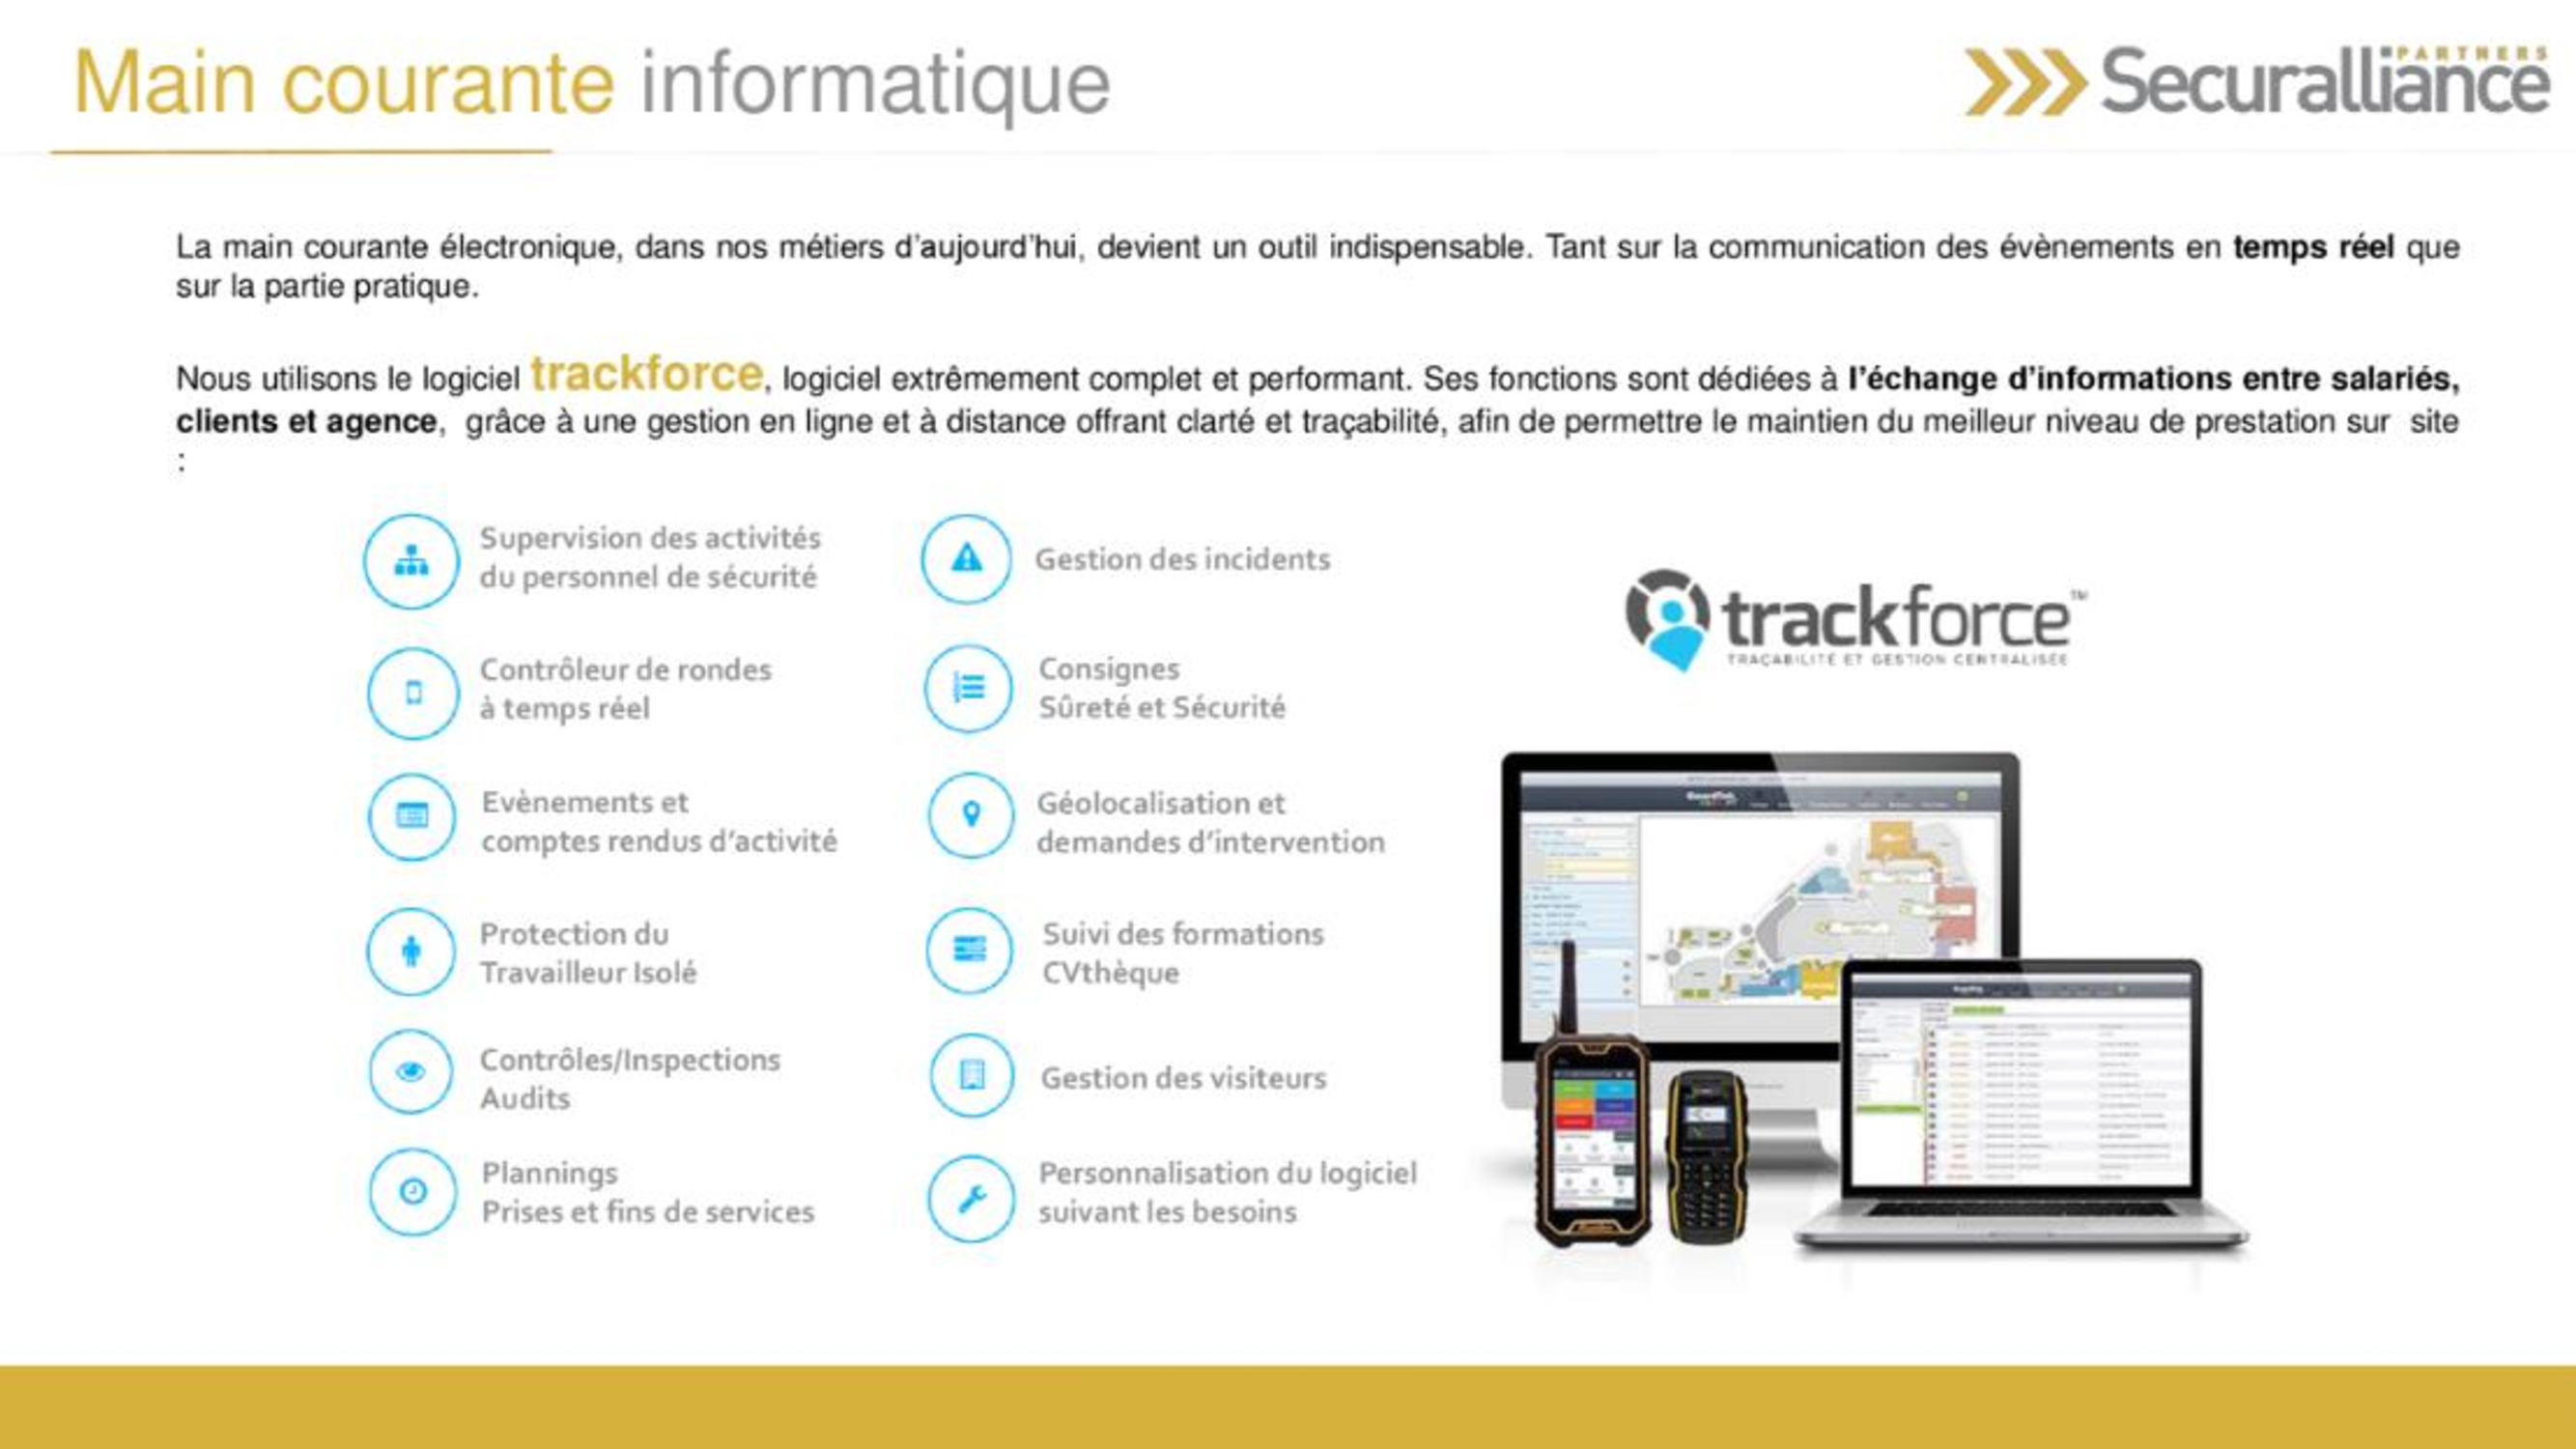 Main courante informatique
PARTNERS
Securalliance
La main courante électronique, dans nos métiers d'aujourd'hui, devient un outil indispensable. Tant sur la communication des évènements en temps réel que
sur la partie pratique.
Nous utilisons le logiciel trackforce, logiciel extrêmement complet et performant. Ses fonctions sont dédiées à l'échange d'informations entre salariés,
clients et agence, grâce à une gestion en ligne et à distance offrant clarté et traçabilité, afin de permettre le maintien du meilleur niveau de prestation sur site
:
Supervision des activités
du personnel de sécurité
Contrôleur de rondes
à temps réel
Evènements et
comptes rendus d'activité
Protection du
Travailleur Isolé
Contrôles/Inspections
Audits
Plannings
Prises et fins de services
Gestion des incidents
Consignes
Sûreté et Sécurité
Géolocalisation et
demandes d'intervention
Suivi des formations
CVthèque
Gestion des visiteurs
Personnalisation du logiciel
suivant les besoins
trackforce™
TRAÇABILITÉ ET GESTION CENTRALISÉE